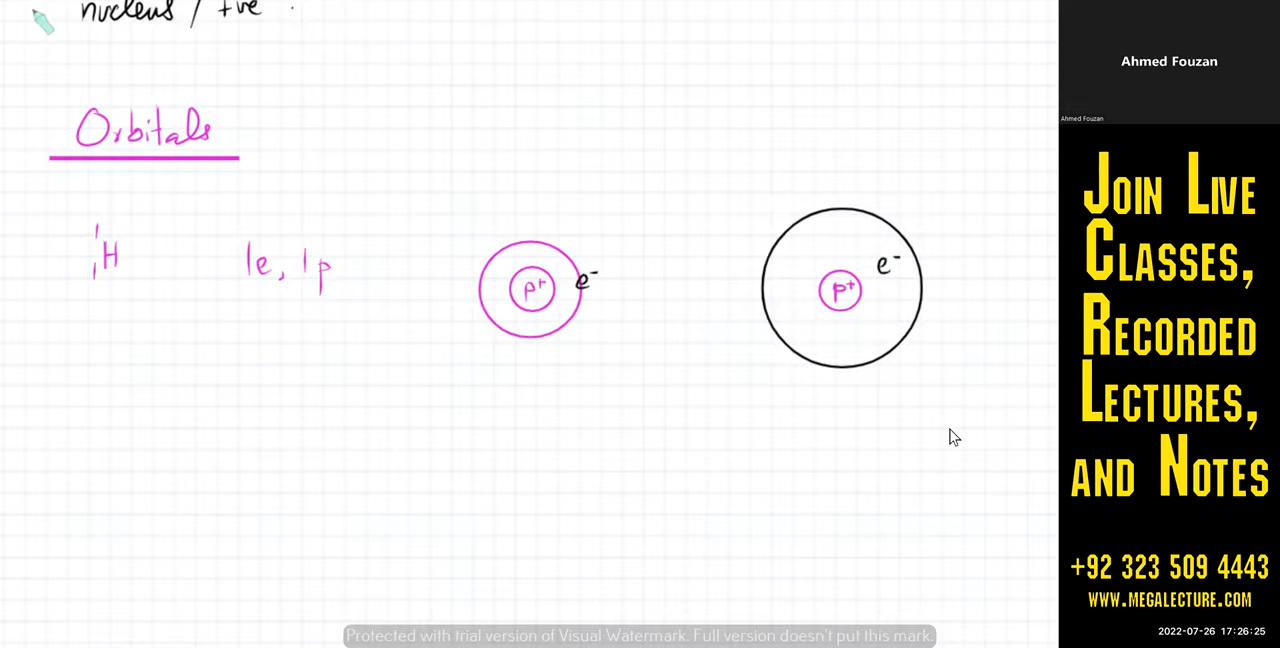 nucleus / +ve
Orbitals
¹₁H 1e, 1p
p⁺ e⁻
p⁺ e⁻
Ahmed Fouzan
Ahmed Fouzan
JOIN LIVE
CLASSES,
RECORDED
LECTURES,
AND NOTES
+92 323 509 4443
WWW.MEGALECTURE.COM
2022-07-26 17:26:25
Protected with trial version of Visual Watermark. Full version doesn't put this mark.